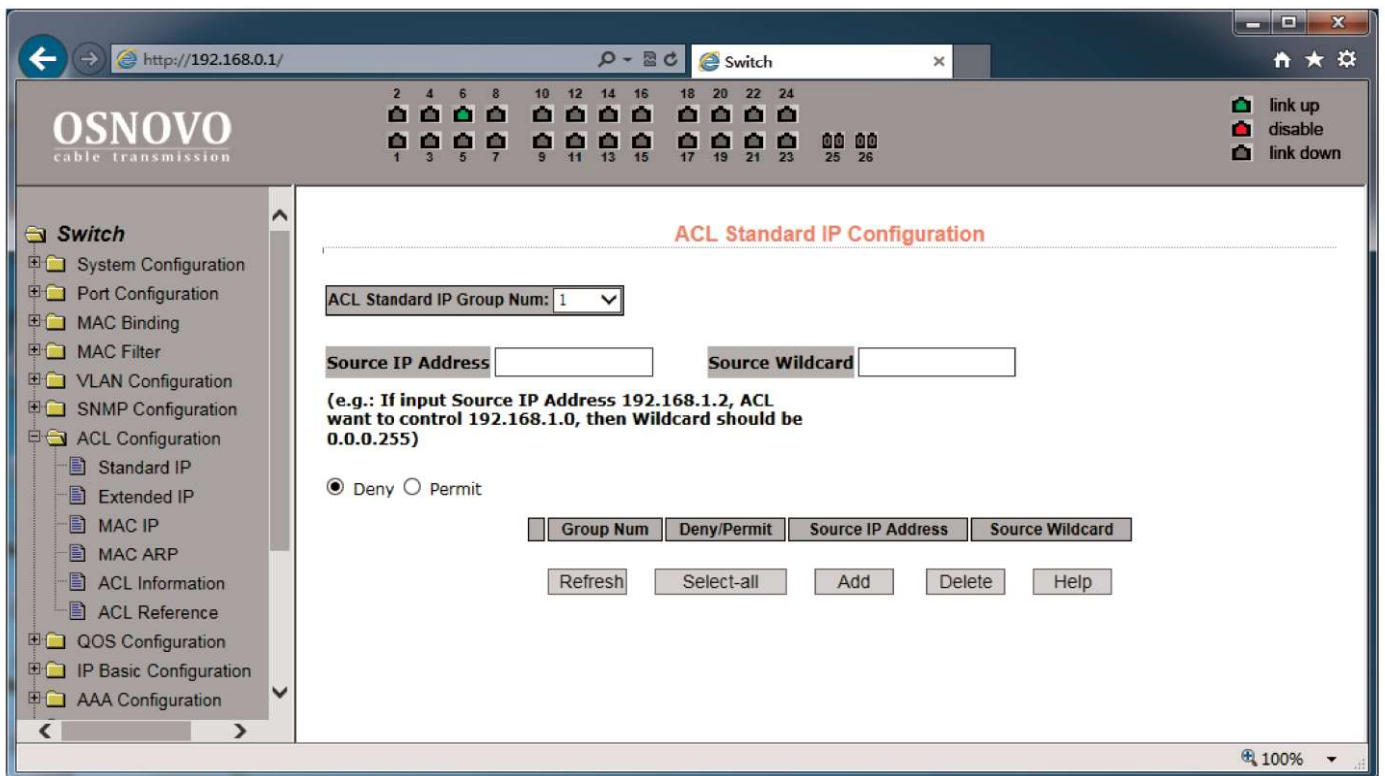 http://192.168.0.1/
Switch
OSNOVO
cable transmission
2 4 6 8 10 12 14 16 18 20 22 24
1 3 5 7 9 11 13 15 17 19 21 23 25 26
link up
disable
link down
Switch
System Configuration
Port Configuration
MAC Binding
MAC Filter
VLAN Configuration
SNMP Configuration
ACL Configuration
Standard IP
Extended IP
MAC IP
MAC ARP
ACL Information
ACL Reference
QOS Configuration
IP Basic Configuration
AAA Configuration
ACL Standard IP Configuration
ACL Standard IP Group Num: 1
Source IP Address Source Wildcard
(e.g.: If input Source IP Address 192.168.1.2, ACL
want to control 192.168.1.0, then Wildcard should be
0.0.0.255)
Deny Permit
Group Num Deny/Permit Source IP Address Source Wildcard
Refresh Select-all Add Delete Help
100%